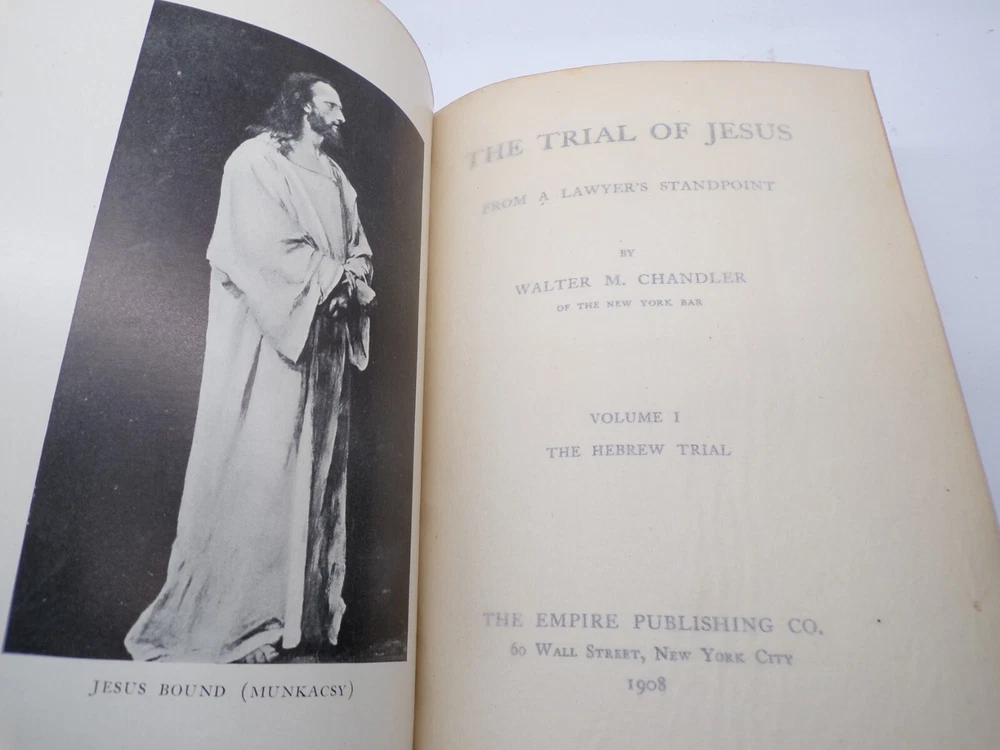 JESUS BOUND (MUNKACSY)
THE TRIAL OF JESUS
FROM A LAWYER'S STANDPOINT
BY
WALTER M. CHANDLER
OF THE NEW YORK BAR
VOLUME I
THE HEBREW TRIAL
THE EMPIRE PUBLISHING CO.
60 WALL STREET, NEW YORK CITY
1908